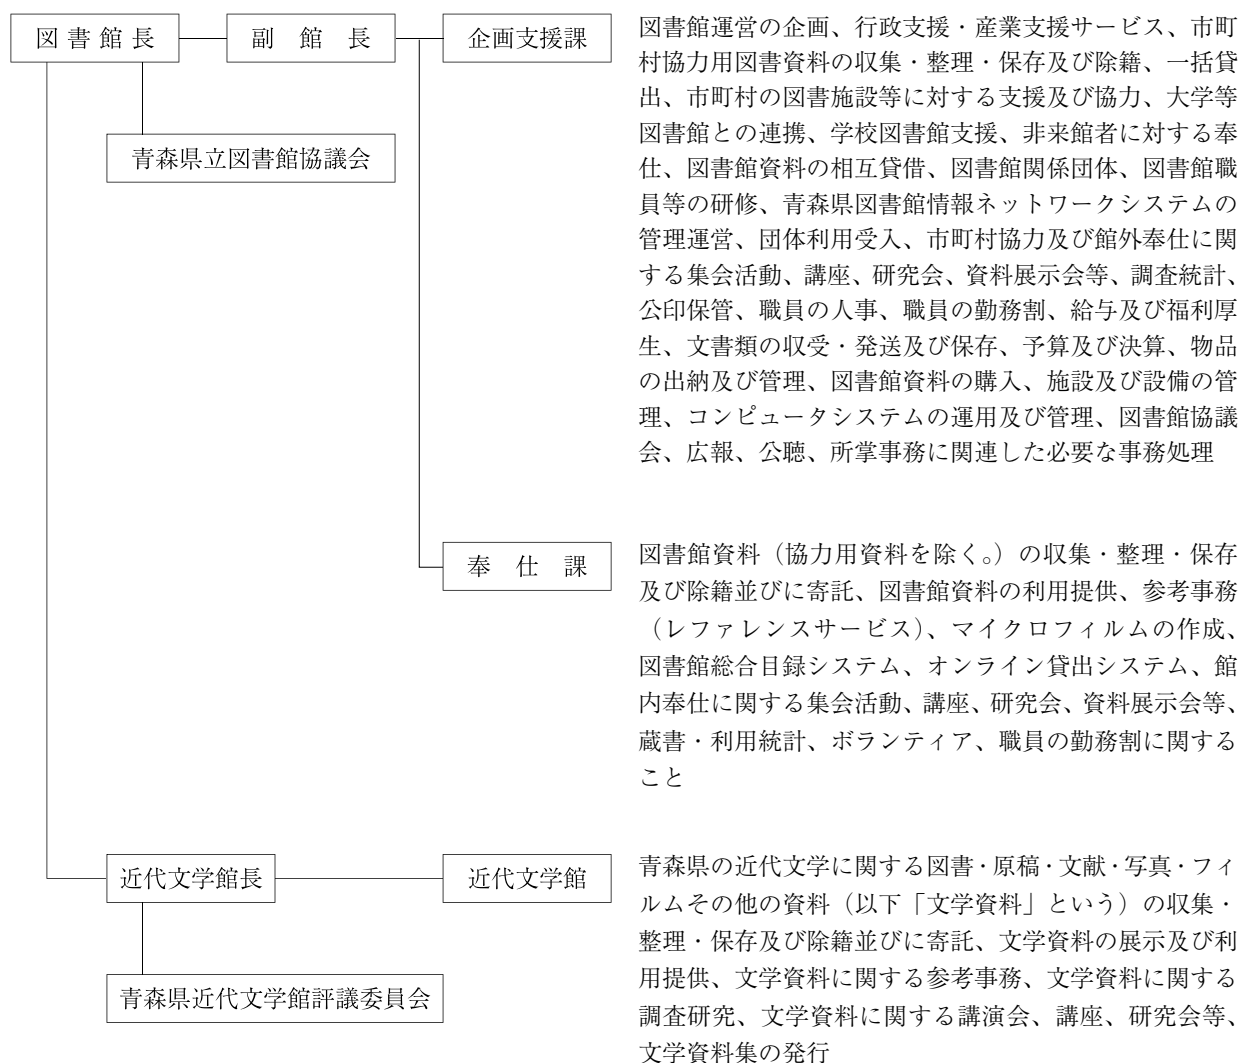 図書館長
副館長
企画支援課
図書館運営の企画、行政支援・産業支援サービス、市町
村協力用図書資料の収集・整理・保存及び除籍、一括貸
出、市町村の図書施設等に対する支援及び協力、大学等
図書館との連携、学校図書館支援、非来館者に対する奉
仕、図書館資料の相互貸借、図書館関係団体、図書館職
員等の研修、青森県図書館情報ネットワークシステムの
管理運営、団体利用受入、市町村協力及び館外奉仕に関
する集会活動、講座、研究会、資料展示会等、調査統計、
公印保管、職員の人事、職員の勤務割、給与及び福利厚
生、文書類の収受・発送及び保存、予算及び決算、物品
の出納及び管理、図書館資料の購入、施設及び設備の管
理、コンピュータシステムの運用及び管理、図書館協議
会、広報、公聴、所掌事務に関連した必要な事務処理
青森県立図書館協議会
奉仕課
図書館資料（協力用資料を除く。）の収集・整理・保存
及び除籍並びに寄託、図書館資料の利用提供、参考事務
（レファレンスサービス）、マイクロフィルムの作成、
図書館総合目録システム、オンライン貸出システム、館
内奉仕に関する集会活動、講座、研究会、資料展示会等、
蔵書・利用統計、ボランティア、職員の勤務割に関する
こと
近代文学館長
近代文学館
青森県の近代文学に関する図書・原稿・文献・写真・フィ
ルムその他の資料（以下「文学資料」という）の収集・
整理・保存及び除籍並びに寄託、文学資料の展示及び利
用提供、文学資料に関する参考事務、文学資料に関する
調査研究、文学資料に関する講演会、講座、研究会等、
文学資料集の発行
青森県近代文学館評議委員会